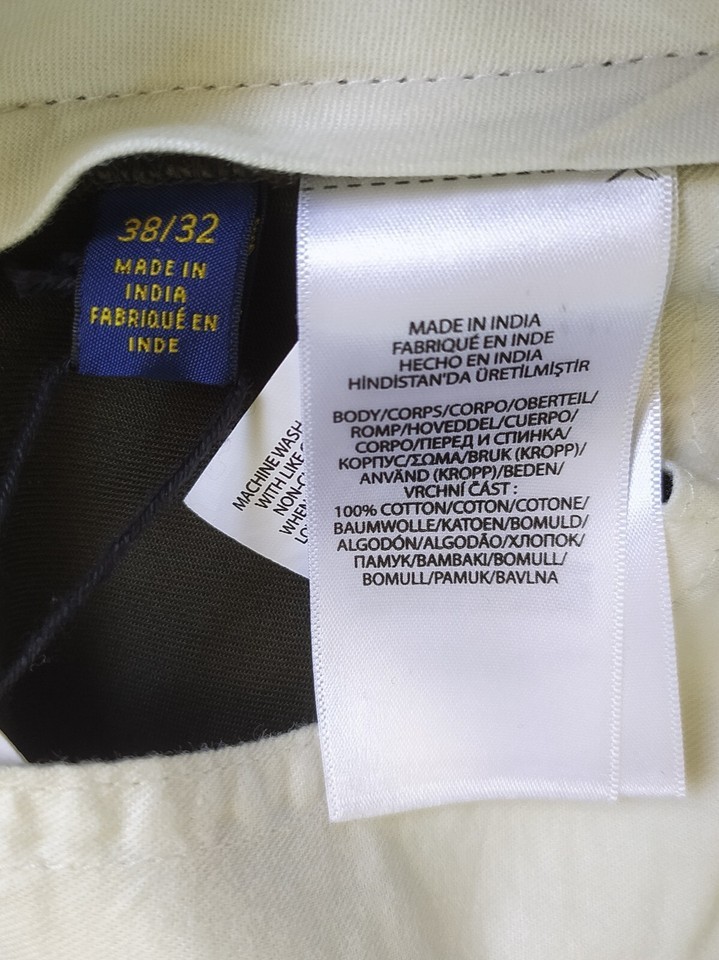 38/32
MADE IN
INDIA
FABRIQUÉ EN
INDE
MACHINE WASH
WITH LIKE
MADE IN INDIA
FABRIQUÉ EN INDE
HECHO EN INDIA
HİNDİSTAN'DA ÜRETİLMİŞTİR
BODY/CORPS/CORPO/OBERTEIL/
ROMP/HOVEDDEL/CUERPO/
CORPO/ПЕРЕД И СПИНКА/
КОРПУС/ΣΩΜΑ/BRUK (KROPP)/
ANVÄND (KROPP)/BEDEN/
VRCHNÍ ČÁST :
100% COTTON/COTON/COTONE/
BAUMWOLLE/KATOEN/BOMULD/
ALGODÓN/ALGODÃO/ХЛОПОК/
ПАМУК/BAMBAKI/BOMULL/
BOMULL/PAMUK/BAVLNA